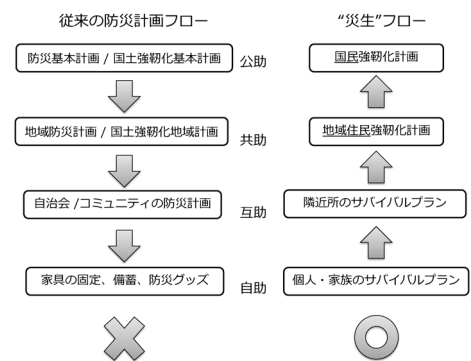 従来の防災計画フロー
“災生”フロー
防災基本計画 / 国土強靭化基本計画
公助
国民強靭化計画
地域防災計画 / 国土強靭化地域計画
共助
地域住民強靭化計画
自治会 /コミュニティの防災計画
互助
隣近所のサバイバルプラン
家具の固定、備蓄、防災グッズ
自助
個人・家族のサバイバルプラン